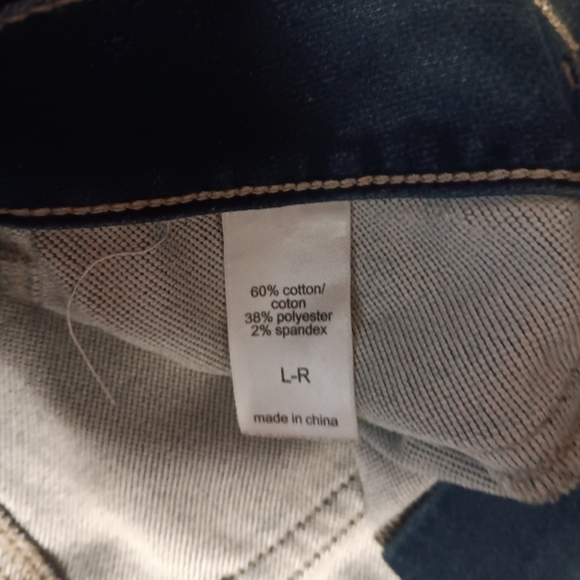 60% cotton/
coton
38% polyester
2% spandex
L-R
made in china